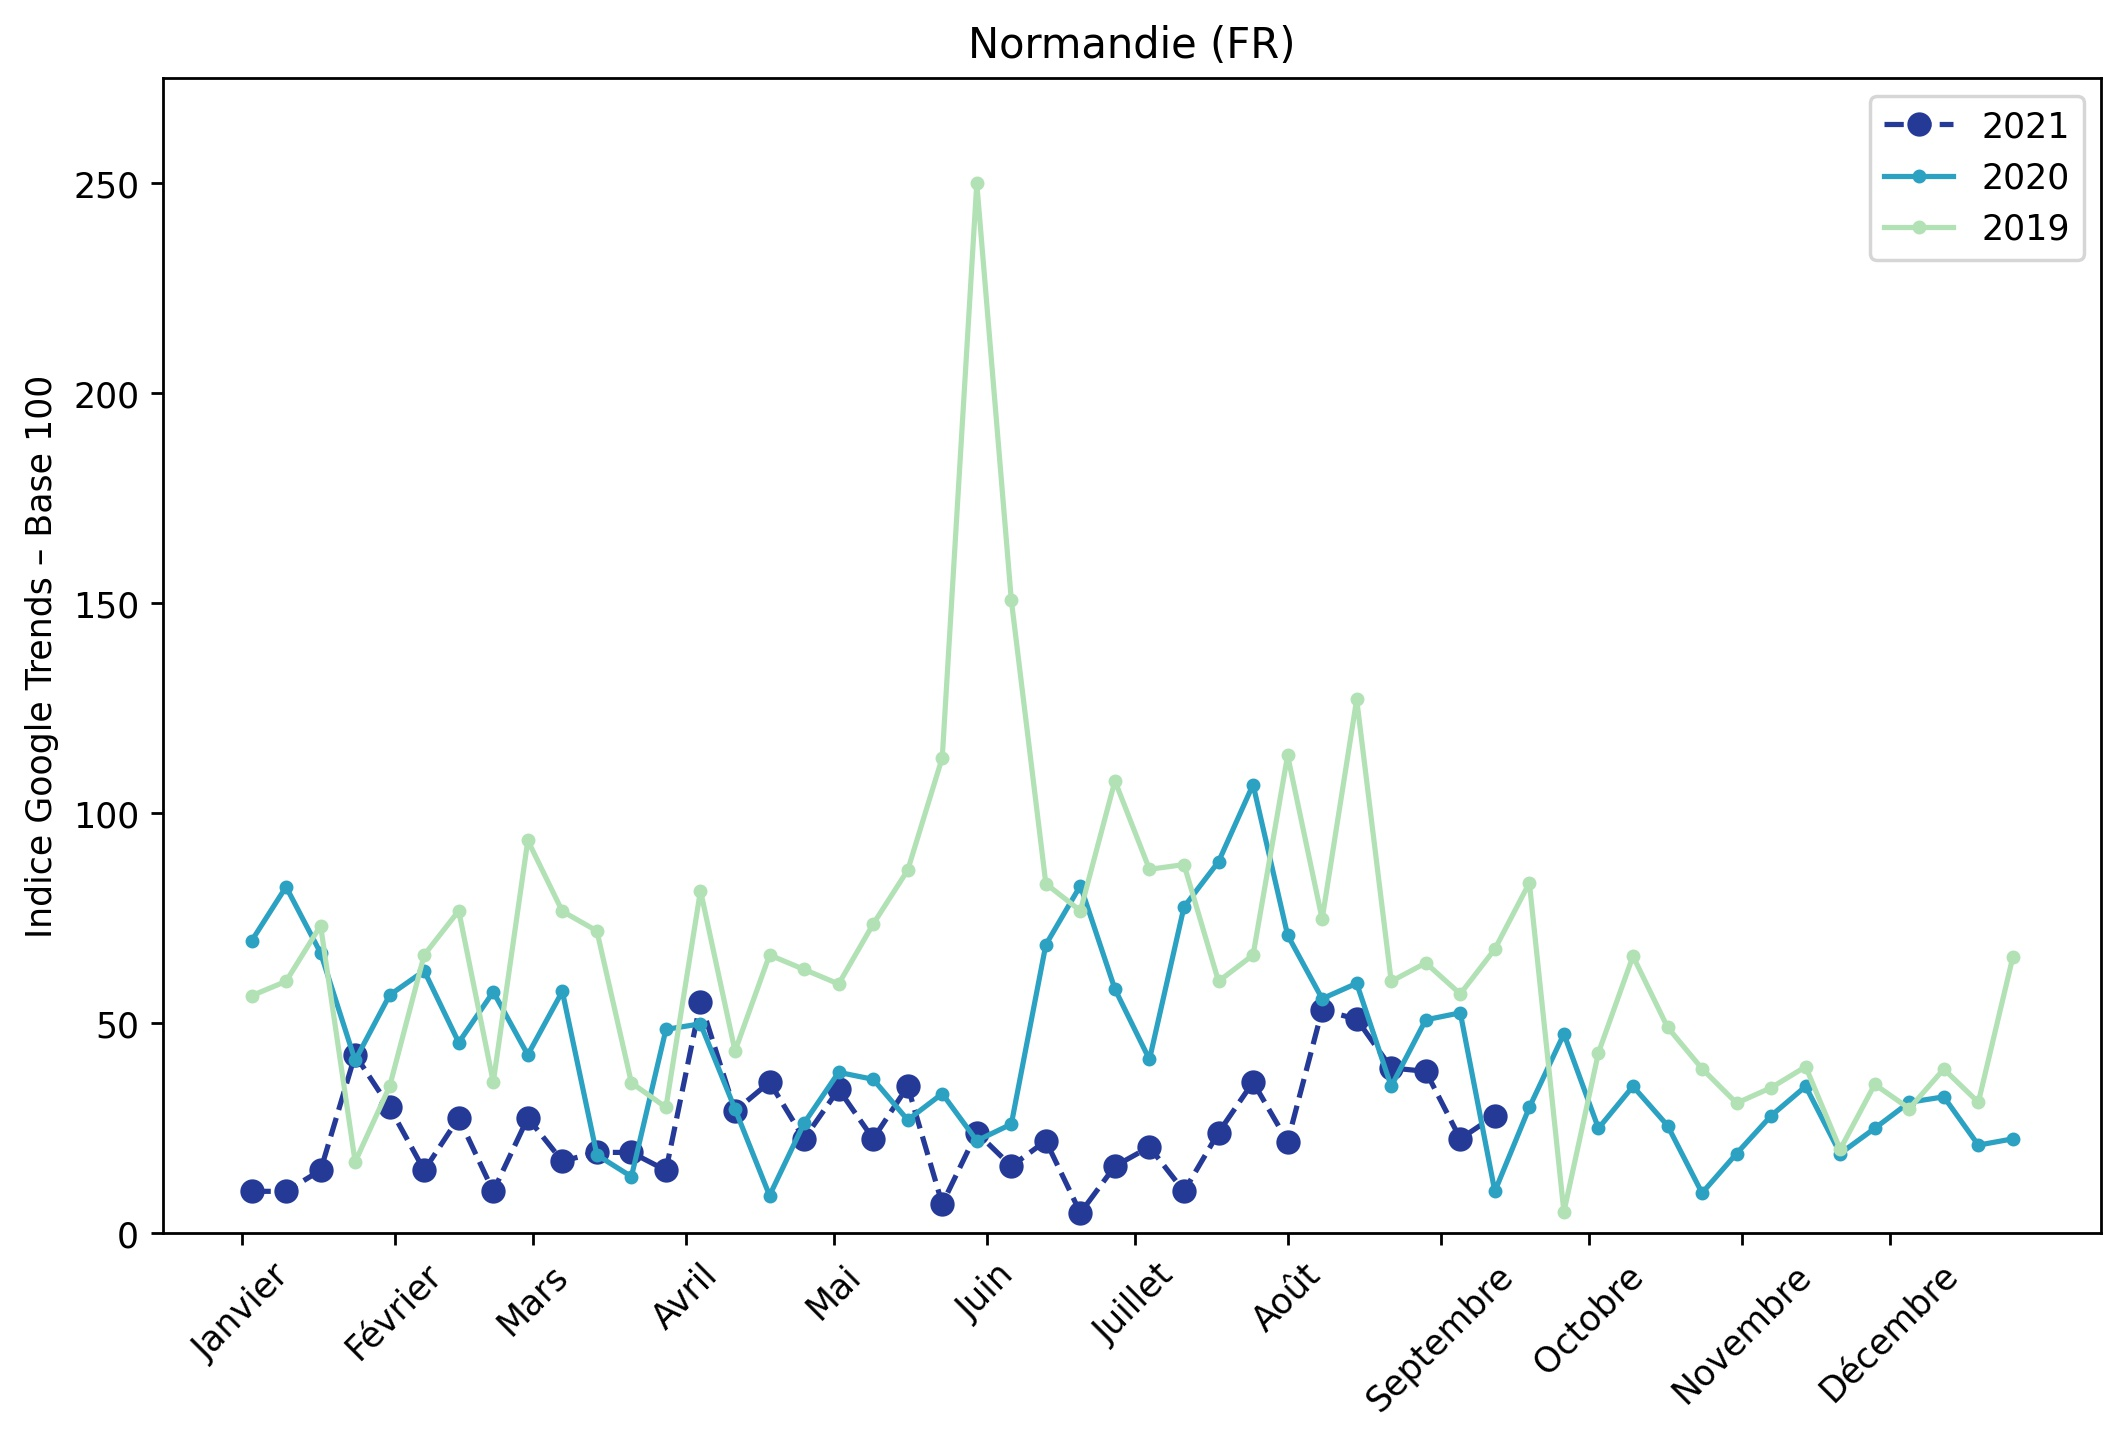 Normandie (FR)
2021
2020
2019
Indice Google Trends – Base 100
250
200
150
100
50
0
Janvier
Février
Mars
Avril
Mai
Juin
Juillet
Août
Septembre
Octobre
Novembre
Décembre